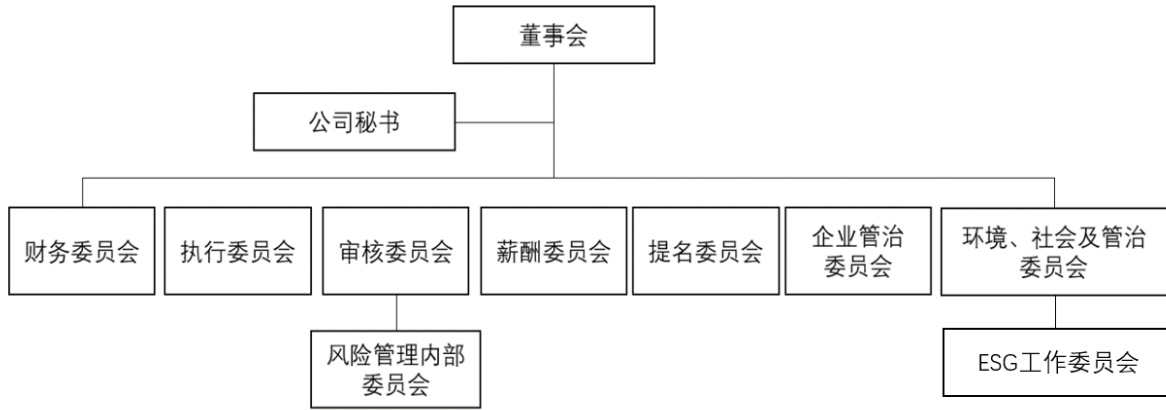 董事会
公司秘书
财务委员会
执行委员会
审核委员会
薪酬委员会
提名委员会
企业管治
委员会
环境、社会及管治
委员会
风险管理内部
委员会
ESG工作委员会